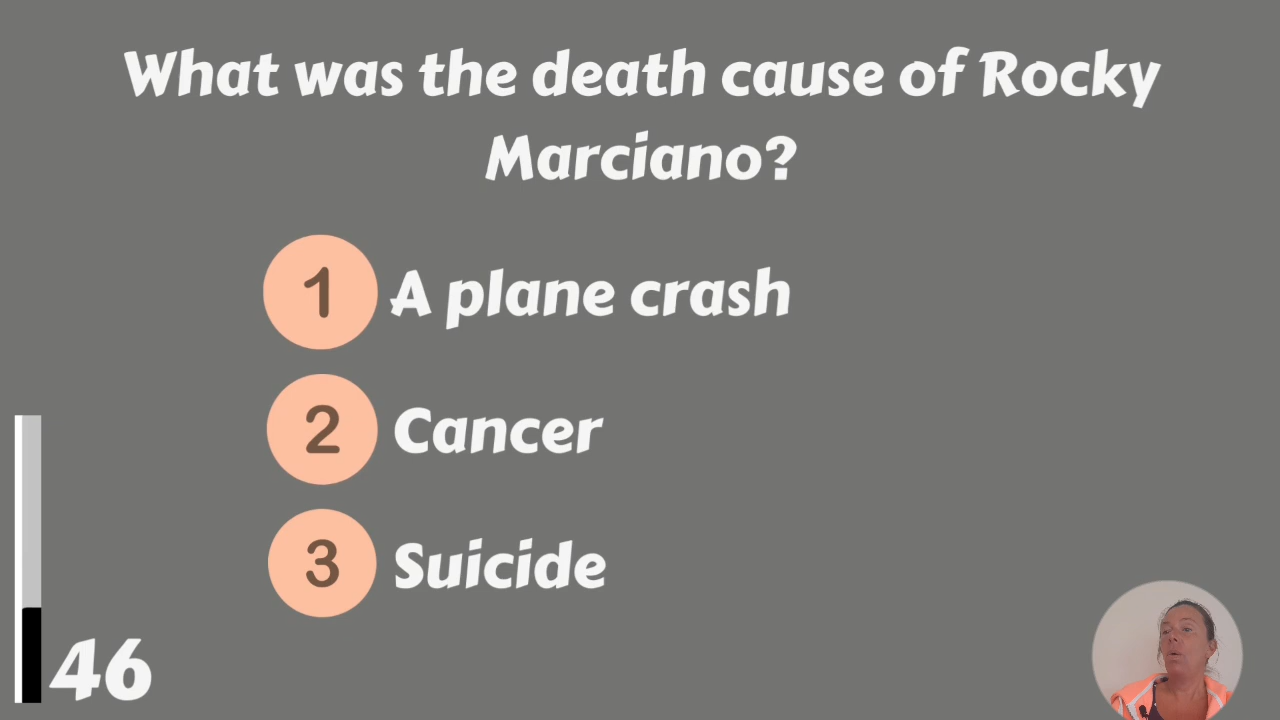 What was the death cause of Rocky
Marciano?
1 A plane crash
2 Cancer
3 Suicide
46